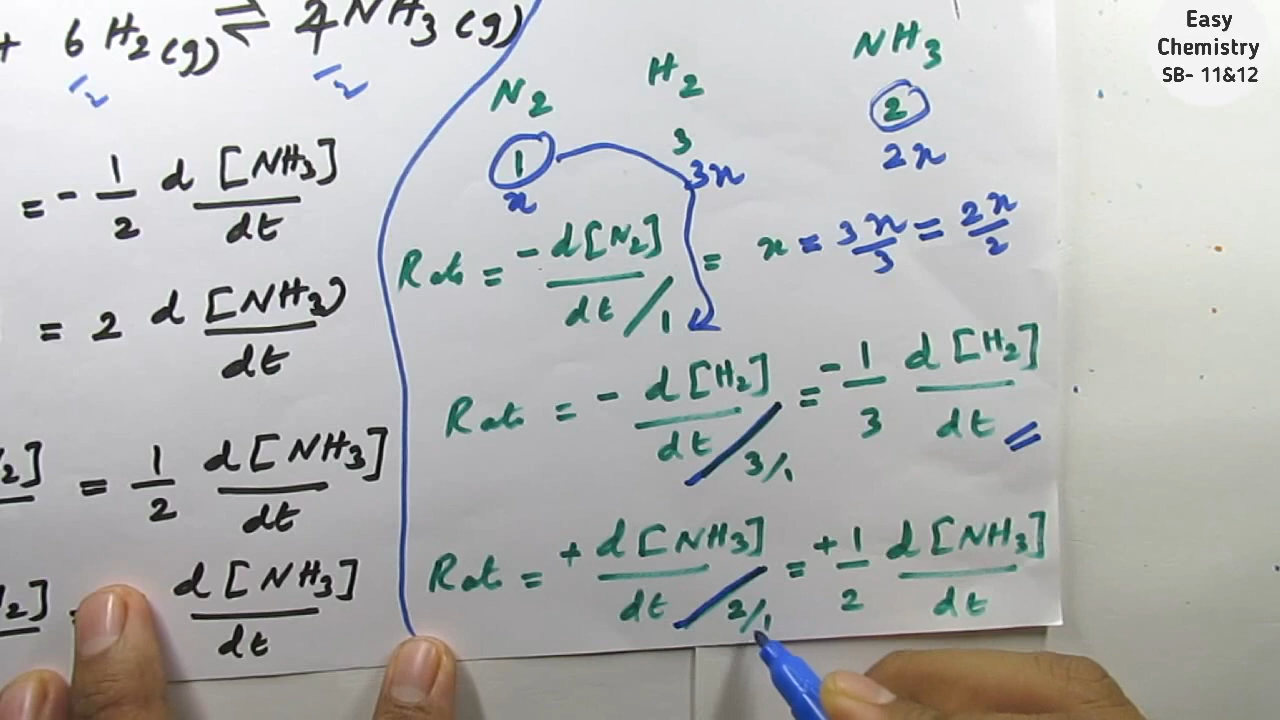 Easy
Chemistry
SB- 11&12
+ 6 H₂(g) ⇌ 4 NH₃(g)
2 2
= - 1/2 d[NH₃]/dt
= 2 d[NH₃)/dt
₂] = 1/2 d[NH₃]/dt
₂] d[NH₃]/dt
N₂ H₂ NH₃
1 3 2
x 3x 2x
Rate = -d[N₂]/dt/1 = x = 3x/3 = 2x/2
Rate = - d[H₂]/dt / 3/1 = - 1/3 d[H₂]/dt
Rate = + d[NH₃]/dt / 2/1 = + 1/2 d[NH₃]/dt